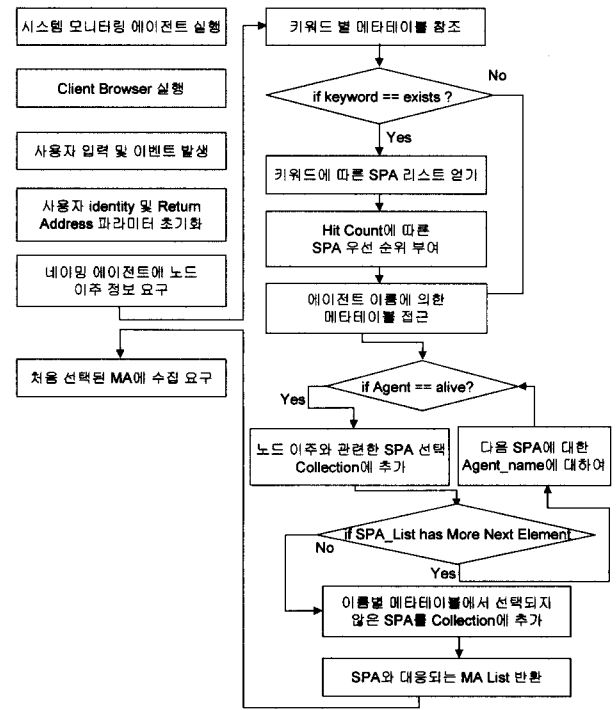 시스템 모니터링 에이전트 실행
Client Browser 실행
사용자 입력 및 이벤트 발생
사용자 identity 및 Return
Address 파라미터 초기화
네이밍 에이전트에 노드
이주 정보 요구
처음 선택된 MA에 수집 요구
키워드 별 메타테이블 참조
No
if keyword == exists ?
Yes
키워드에 따른 SPA 리스트 얻기
Hit Count에 따른
SPA 우선 순위 부여
에이전트 이름에 의한
메타테이블 접근
if Agent == alive?
Yes
노드 이주와 관련한 SPA 선택
Collection에 추가
다음 SPA에 대한
Agent_name에 대하여
if SPA_List has More Next Element
No
Yes
이름별 메타테이블에서 선택되지
않은 SPA를 Collection에 추가
SPA와 대응되는 MA List 반환